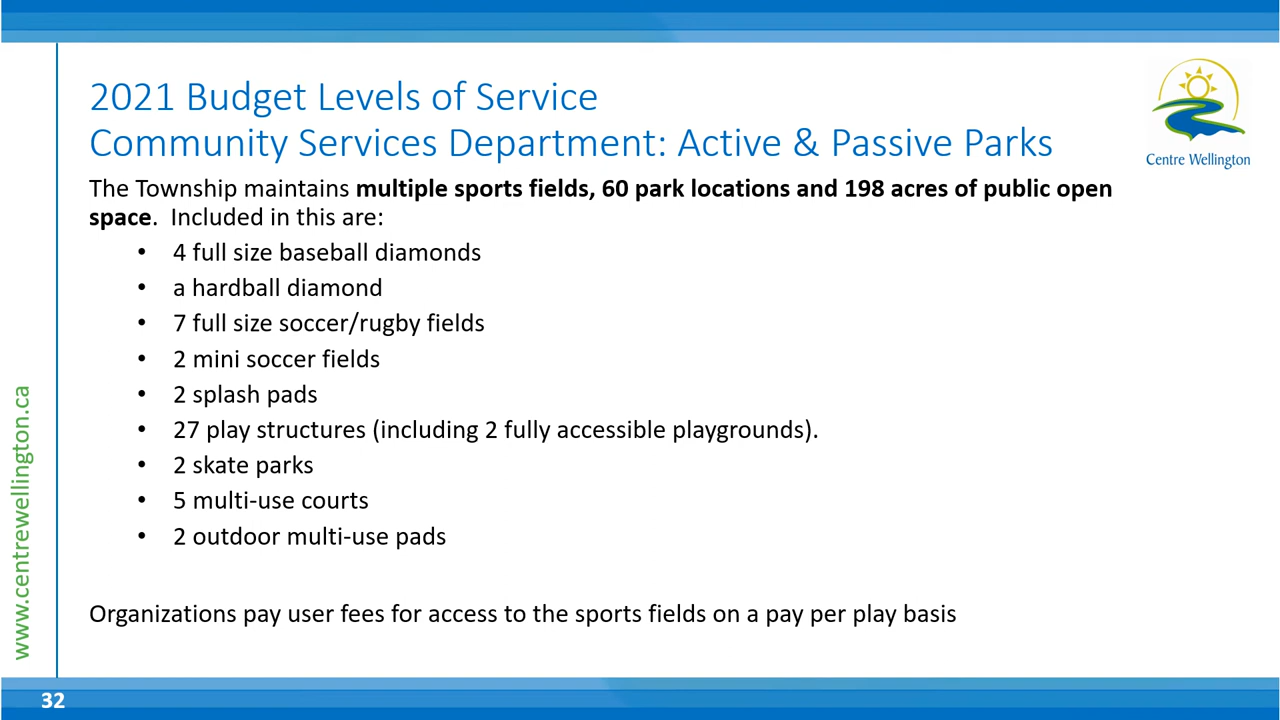 2021 Budget Levels of Service
Community Services Department: Active & Passive Parks
Centre Wellington
The Township maintains multiple sports fields, 60 park locations and 198 acres of public open
space.  Included in this are:
• 4 full size baseball diamonds
• a hardball diamond
• 7 full size soccer/rugby fields
• 2 mini soccer fields
• 2 splash pads
• 27 play structures (including 2 fully accessible playgrounds).
• 2 skate parks
• 5 multi-use courts
• 2 outdoor multi-use pads
Organizations pay user fees for access to the sports fields on a pay per play basis
www.centrewellington.ca
32